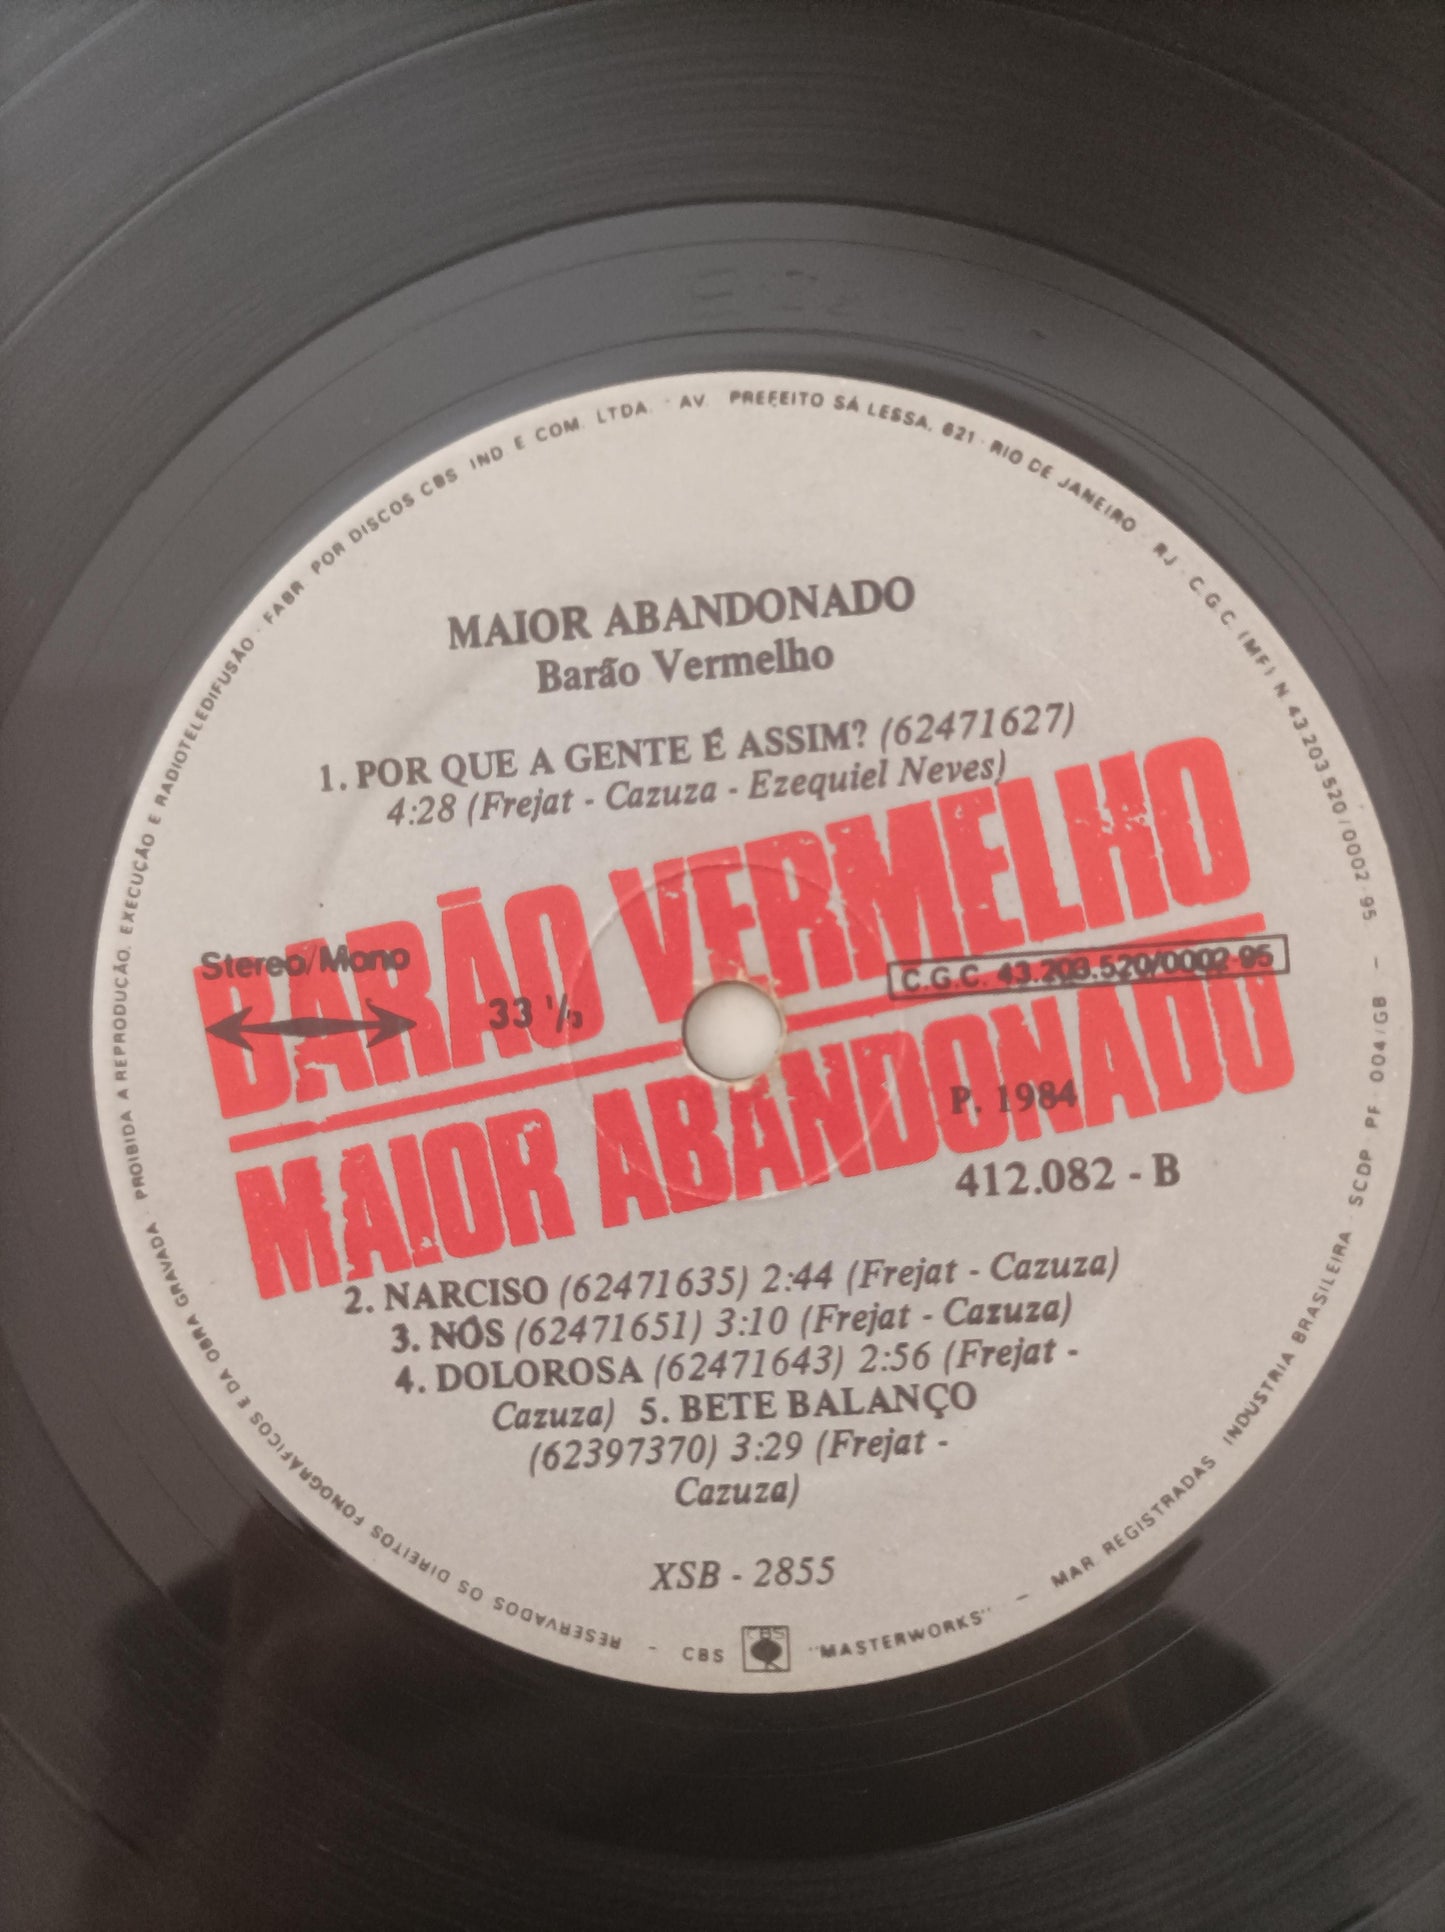 MAIOR ABANDONADO
Barão Vermelho
1. POR QUE A GENTE É ASSIM? (62471627)
4:28 (Frejat - Cazuza - Ezequiel Neves)
BARÃO VERMELHO
MAIOR ABANDONADO
Stereo/Mono
33 1/3
C.G.C. 43.203.520/0002-95
P. 1984
412.082 - B
2. NARCISO (62471635) 2:44 (Frejat - Cazuza)
3. NÓS (62471651) 3:10 (Frejat - Cazuza)
4. DOLOROSA (62471643) 2:56 (Frejat -
Cazuza) 5. BETE BALANÇO
(62397370) 3:29 (Frejat -
Cazuza)
XSB - 2855
RESERVADOS OS DIREITOS FONOGRÁFICOS E DA OBRA GRAVADA · PROIBIDA A REPRODUÇÃO, EXECUÇÃO E RADIOTELEDIFUSÃO · FABR. POR DISCOS CBS IND E COM. LTDA. · AV. PREFEITO SÁ LESSA, 621 · RIO DE JANEIRO · RJ · C.G.C. (MF) N. 43 203 520 / 0002-95 – SCDP PF 004/GB – INDUSTRIA BRASILEIRA · MAR. REGISTRADAS – "MASTERWORKS" CBS CBS –